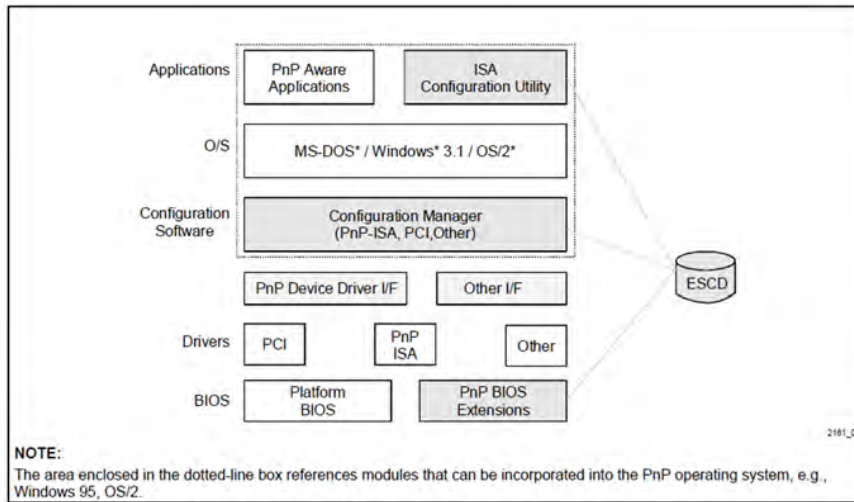 Applications
PnP Aware
Applications
ISA
Configuration Utility
O/S
MS-DOS* / Windows* 3.1 / OS/2*
Configuration
Software
Configuration Manager
(PnP-ISA, PCI,Other)
PnP Device Driver I/F
Other I/F
ESCD
Drivers
PCI
PnP
ISA
Other
BIOS
Platform
BIOS
PnP BIOS
Extensions
NOTE:
The area enclosed in the dotted-line box references modules that can be incorporated into the PnP operating system, e.g.,
Windows 95, OS/2.